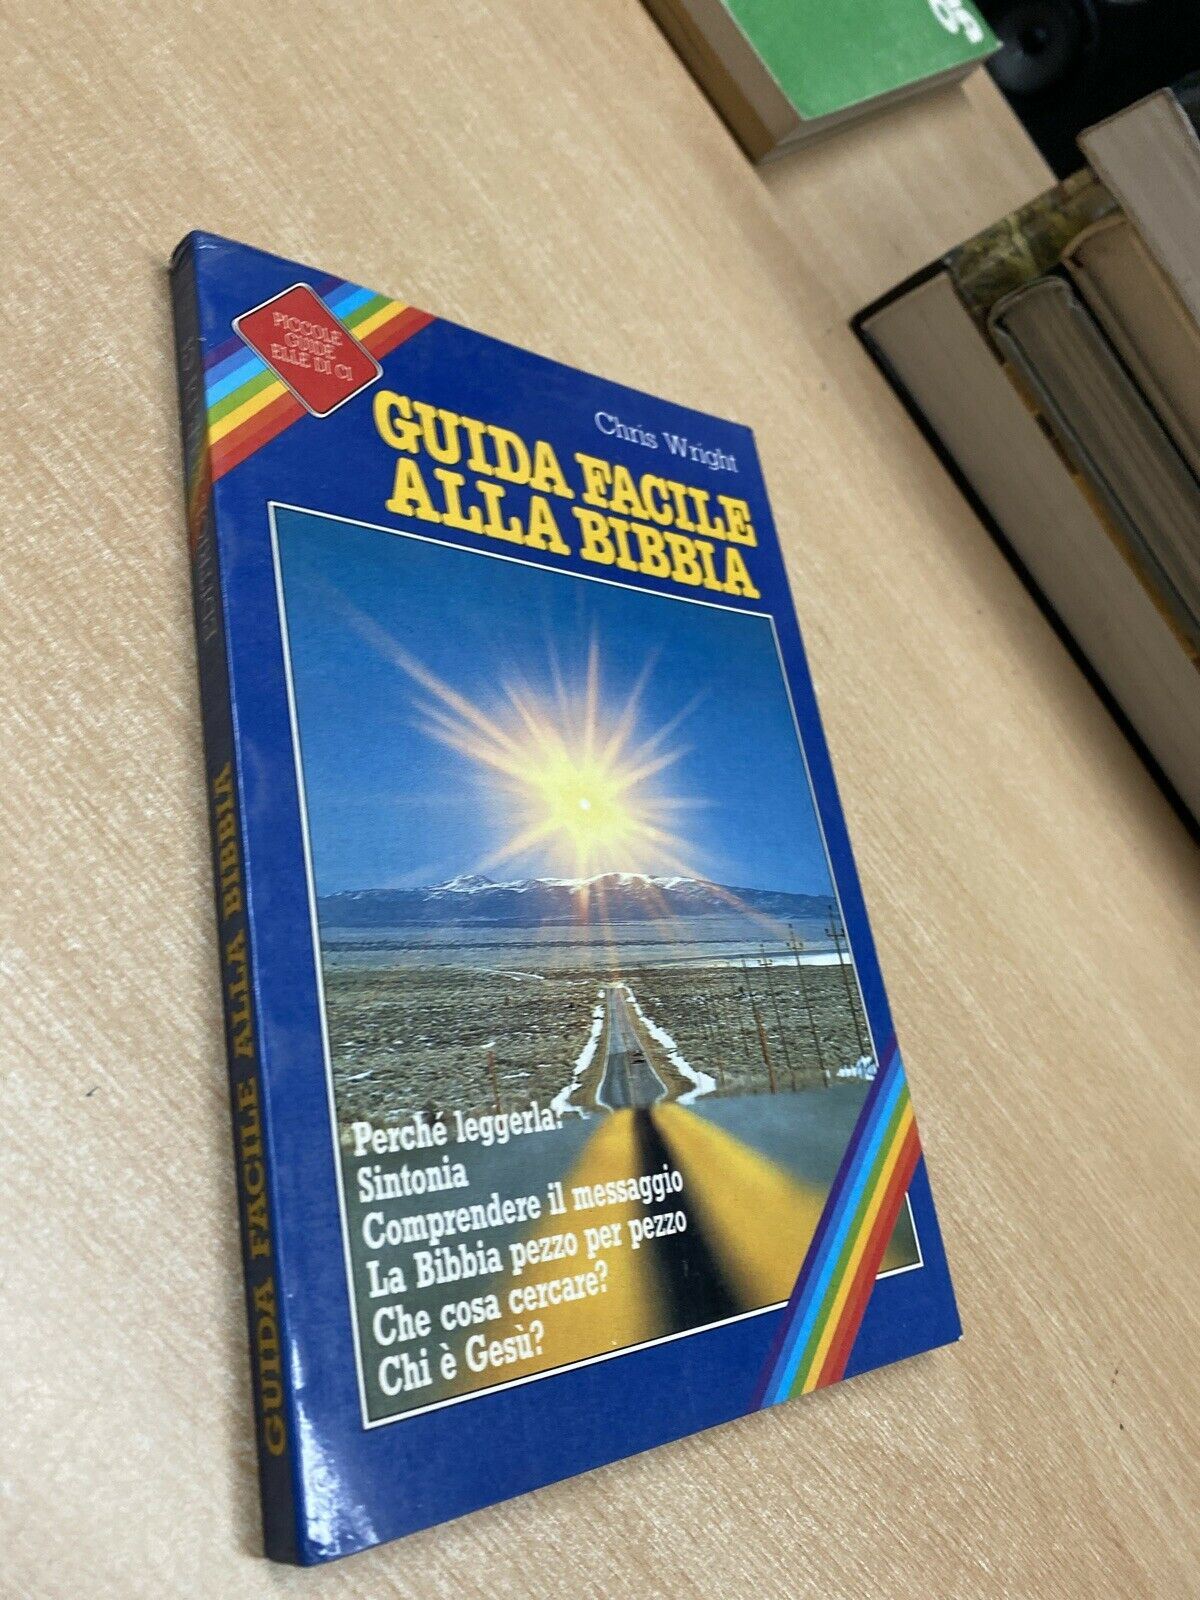 PICCOLE
GUIDE
ELLE DI CI
Chris Wright
GUIDA FACILE
ALLA BIBBIA
Perché leggerla?
Sintonia
Comprendere il messaggio
La Bibbia pezzo per pezzo
Che cosa cercare?
Chi è Gesù?
GUIDA FACILE ALLA BIBBIA